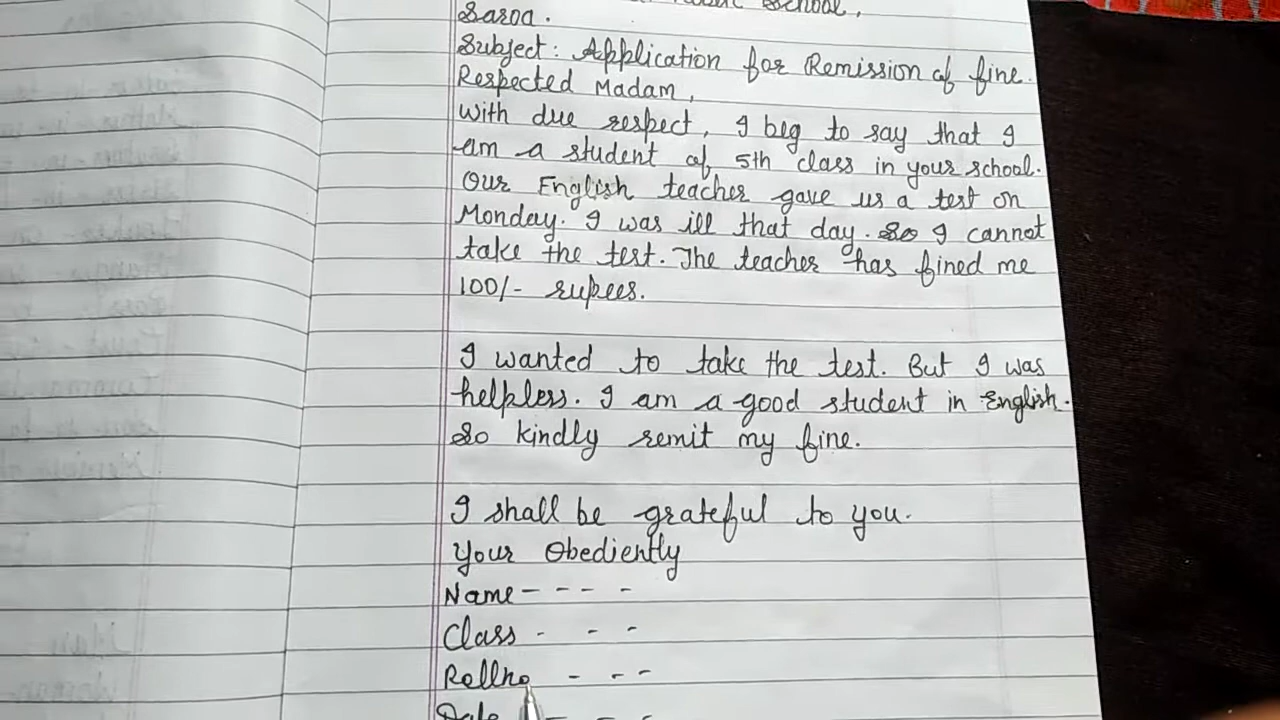 School,
Saroa.
Subject: Application for Remission of fine.
Respected Madam,
With due respect, I beg to say that I
am a student of 5th class in your school.
Our English teacher gave us a test on
Monday. I was ill that day. So I cannot
take the test. The teacher has fined me
100/- rupees.
I wanted to take the test. But I was
helpless. I am a good student in English.
So kindly remit my fine.
I shall be grateful to you.
Your Obediently
Name - - - -
Class - - -
Rollno - - -
Date - - -